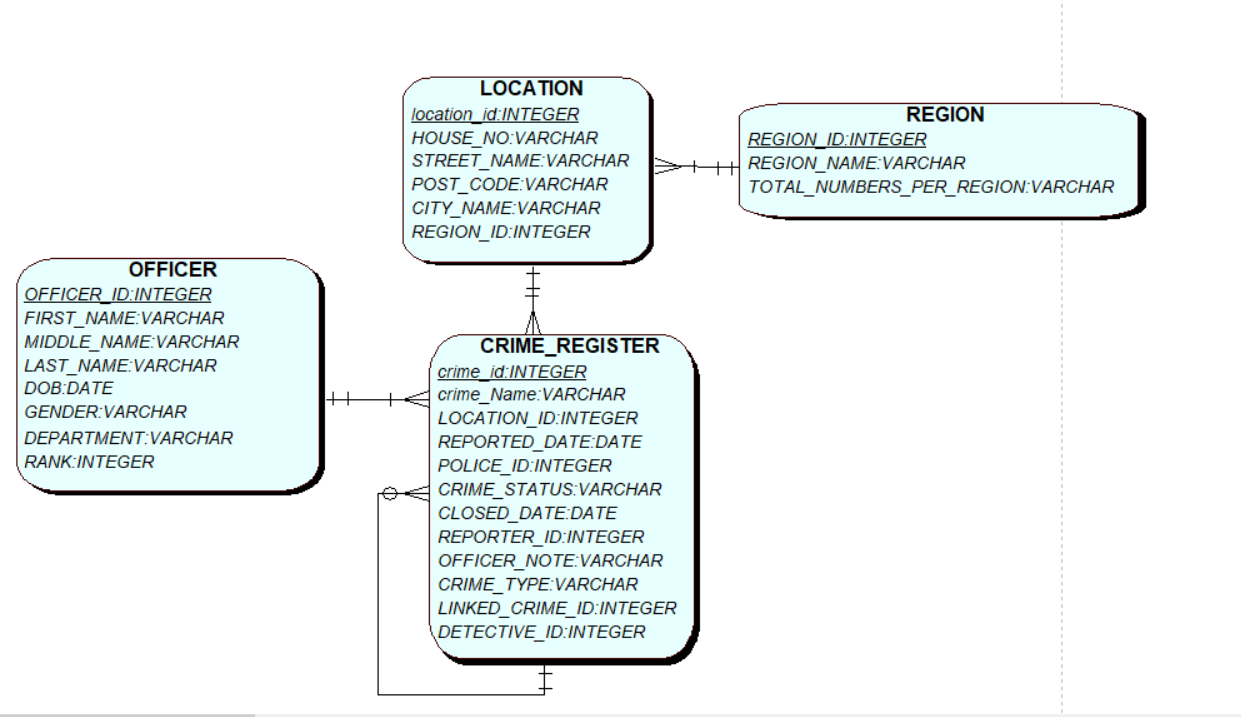 LOCATION
location_id:INTEGER
HOUSE_NO:VARCHAR
STREET_NAME:VARCHAR
POST_CODE:VARCHAR
CITY_NAME:VARCHAR
REGION_ID:INTEGER
REGION
REGION_ID:INTEGER
REGION_NAME:VARCHAR
TOTAL_NUMBERS_PER_REGION:VARCHAR
OFFICER
OFFICER_ID:INTEGER
FIRST_NAME:VARCHAR
MIDDLE_NAME:VARCHAR
LAST_NAME:VARCHAR
DOB:DATE
GENDER:VARCHAR
DEPARTMENT:VARCHAR
RANK:INTEGER
CRIME_REGISTER
crime_id:INTEGER
crime_Name:VARCHAR
LOCATION_ID:INTEGER
REPORTED_DATE:DATE
POLICE_ID:INTEGER
CRIME_STATUS:VARCHAR
CLOSED_DATE:DATE
REPORTER_ID:INTEGER
OFFICER_NOTE:VARCHAR
CRIME_TYPE:VARCHAR
LINKED_CRIME_ID:INTEGER
DETECTIVE_ID:INTEGER